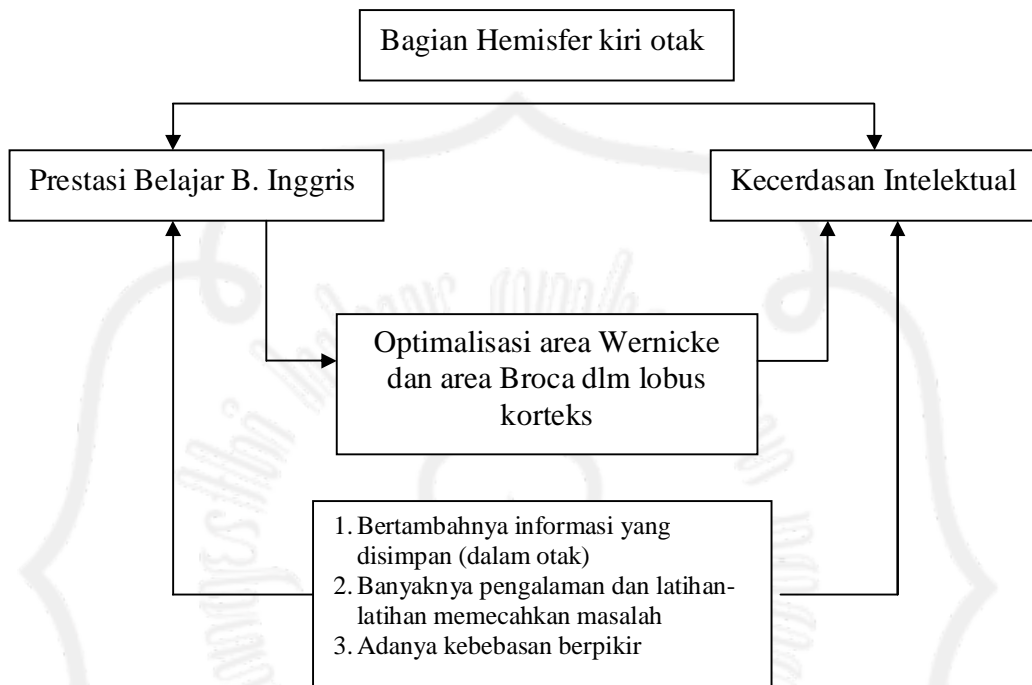 Bagian Hemisfer kiri otak
Prestasi Belajar B. Inggris
Kecerdasan Intelektual
Optimalisasi area Wernicke
dan area Broca dlm lobus
korteks
1. Bertambahnya informasi yang
disimpan (dalam otak)
2. Banyaknya pengalaman dan latihan-
latihan memecahkan masalah
3. Adanya kebebasan berpikir